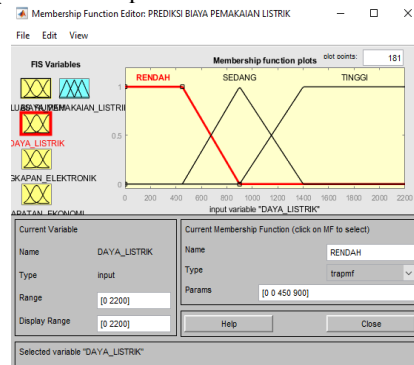 Membership Function Editor: PREDIKSI BIAYA PEMAKAIAN LISTRIK
File Edit View
FIS Variables
Membership function plots
plot points:
181
RENDAH
SEDANG
TINGGI
1
0.5
0
0 200 400 600 800 1000 1200 1400 1600 1800 2000 2200
input variable "DAYA_LISTRIK"
DAYA_LISTRIK
Current Variable
Name
DAYA_LISTRIK
Type
input
Range
[0 2200]
Display Range
[0 2200]
Current Membership Function (click on MF to select)
Name
RENDAH
Type
trapmf
Params
[0 0 450 900]
Help
Close
Selected variable "DAYA_LISTRIK"